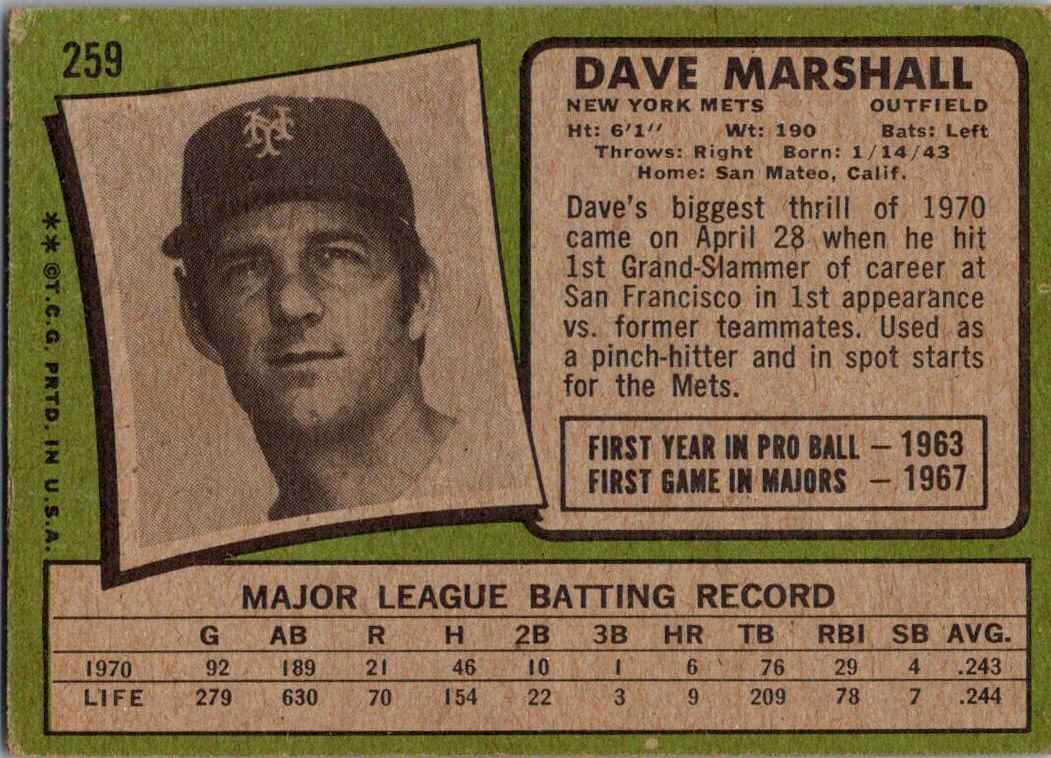 259
DAVE MARSHALL
NEW YORK METS OUTFIELD
Ht: 6'1" Wt: 190 Bats: Left
Throws: Right Born: 1/14/43
Home: San Mateo, Calif.
Dave's biggest thrill of 1970
came on April 28 when he hit
1st Grand-Slammer of career at
San Francisco in 1st appearance
vs. former teammates. Used as
a pinch-hitter and in spot starts
for the Mets.
FIRST YEAR IN PRO BALL — 1963
FIRST GAME IN MAJORS — 1967
NY
**©T.C.G. PRTD. IN U.S.A.
MAJOR LEAGUE BATTING RECORD
G AB R H 2B 3B HR TB RBI SB AVG.
1970 92 189 21 46 10 1 6 76 29 4 .243
LIFE 279 630 70 154 22 3 9 209 78 7 .244